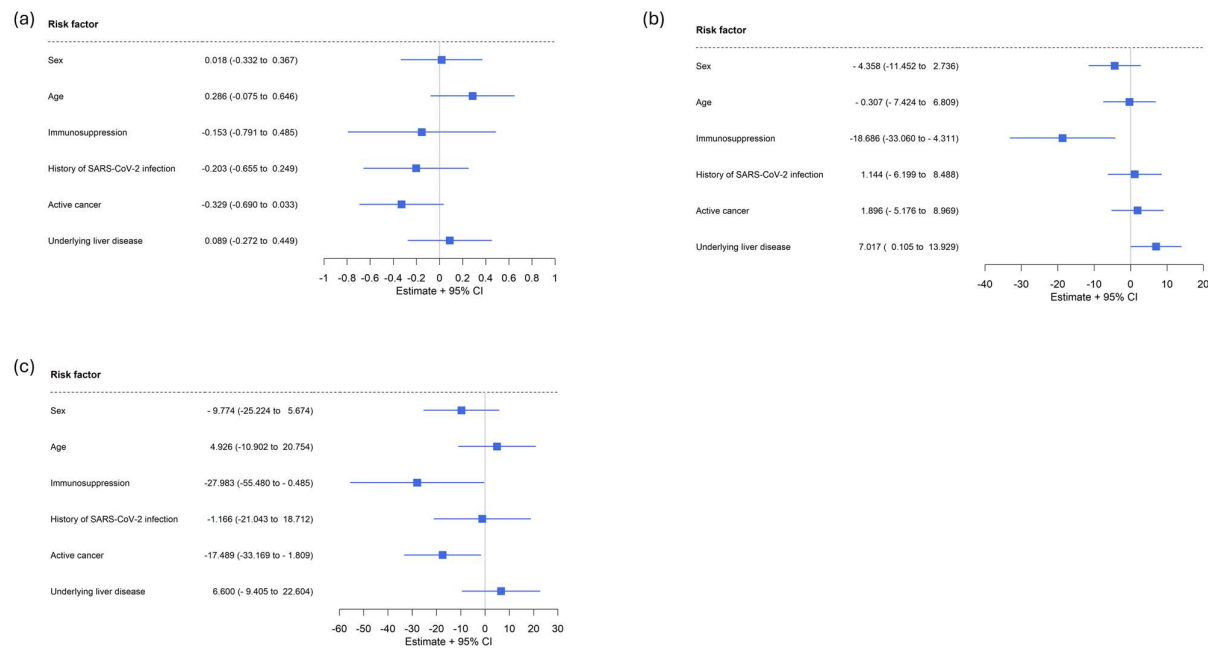 (a)
Risk factor
Sex 0.018 (-0.332 to 0.367)
Age 0.286 (-0.075 to 0.646)
Immunosuppression -0.153 (-0.791 to 0.485)
History of SARS-CoV-2 infection -0.203 (-0.655 to 0.249)
Active cancer -0.329 (-0.690 to 0.033)
Underlying liver disease 0.089 (-0.272 to 0.449)
-1 -0.8 -0.6 -0.4 -0.2 0 0.2 0.4 0.6 0.8 1
Estimate + 95% CI
(b)
Risk factor
Sex - 4.358 (-11.452 to 2.736)
Age - 0.307 (- 7.424 to 6.809)
Immunosuppression -18.686 (-33.060 to - 4.311)
History of SARS-CoV-2 infection 1.144 (- 6.199 to 8.488)
Active cancer 1.896 (- 5.176 to 8.969)
Underlying liver disease 7.017 ( 0.105 to 13.929)
-40 -30 -20 -10 0 10 20
Estimate + 95% CI
(c)
Risk factor
Sex - 9.774 (-25.224 to 5.674)
Age 4.926 (-10.902 to 20.754)
Immunosuppression -27.983 (-55.480 to - 0.485)
History of SARS-CoV-2 infection -1.166 (-21.043 to 18.712)
Active cancer -17.489 (-33.169 to - 1.809)
Underlying liver disease 6.600 (- 9.405 to 22.604)
-60 -50 -40 -30 -20 -10 0 10 20 30
Estimate + 95% CI